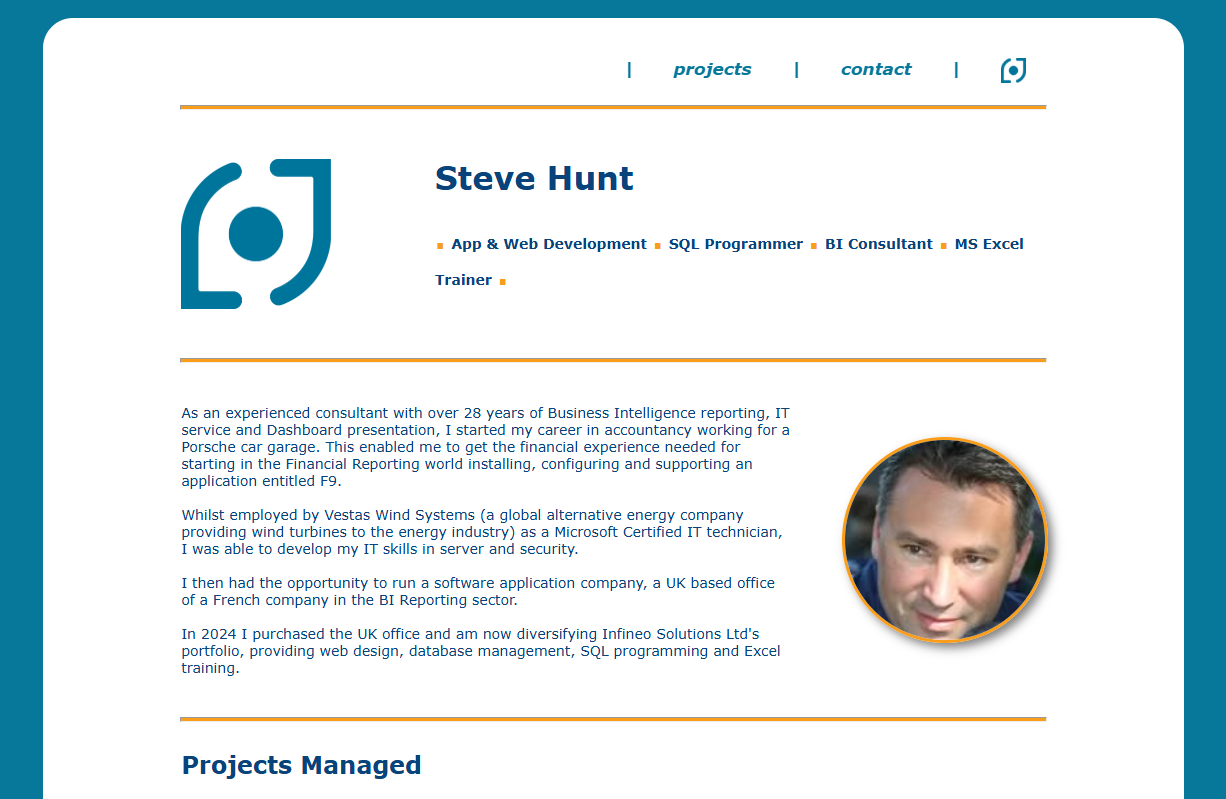 | projects | contact |
Steve Hunt
▪ App & Web Development ▪ SQL Programmer ▪ BI Consultant ▪ MS Excel
Trainer ▪
As an experienced consultant with over 28 years of Business Intelligence reporting, IT
service and Dashboard presentation, I started my career in accountancy working for a
Porsche car garage. This enabled me to get the financial experience needed for
starting in the Financial Reporting world installing, configuring and supporting an
application entitled F9.
Whilst employed by Vestas Wind Systems (a global alternative energy company
providing wind turbines to the energy industry) as a Microsoft Certified IT technician,
I was able to develop my IT skills in server and security.
I then had the opportunity to run a software application company, a UK based office
of a French company in the BI Reporting sector.
In 2024 I purchased the UK office and am now diversifying Infineo Solutions Ltd's
portfolio, providing web design, database management, SQL programming and Excel
training.
Projects Managed